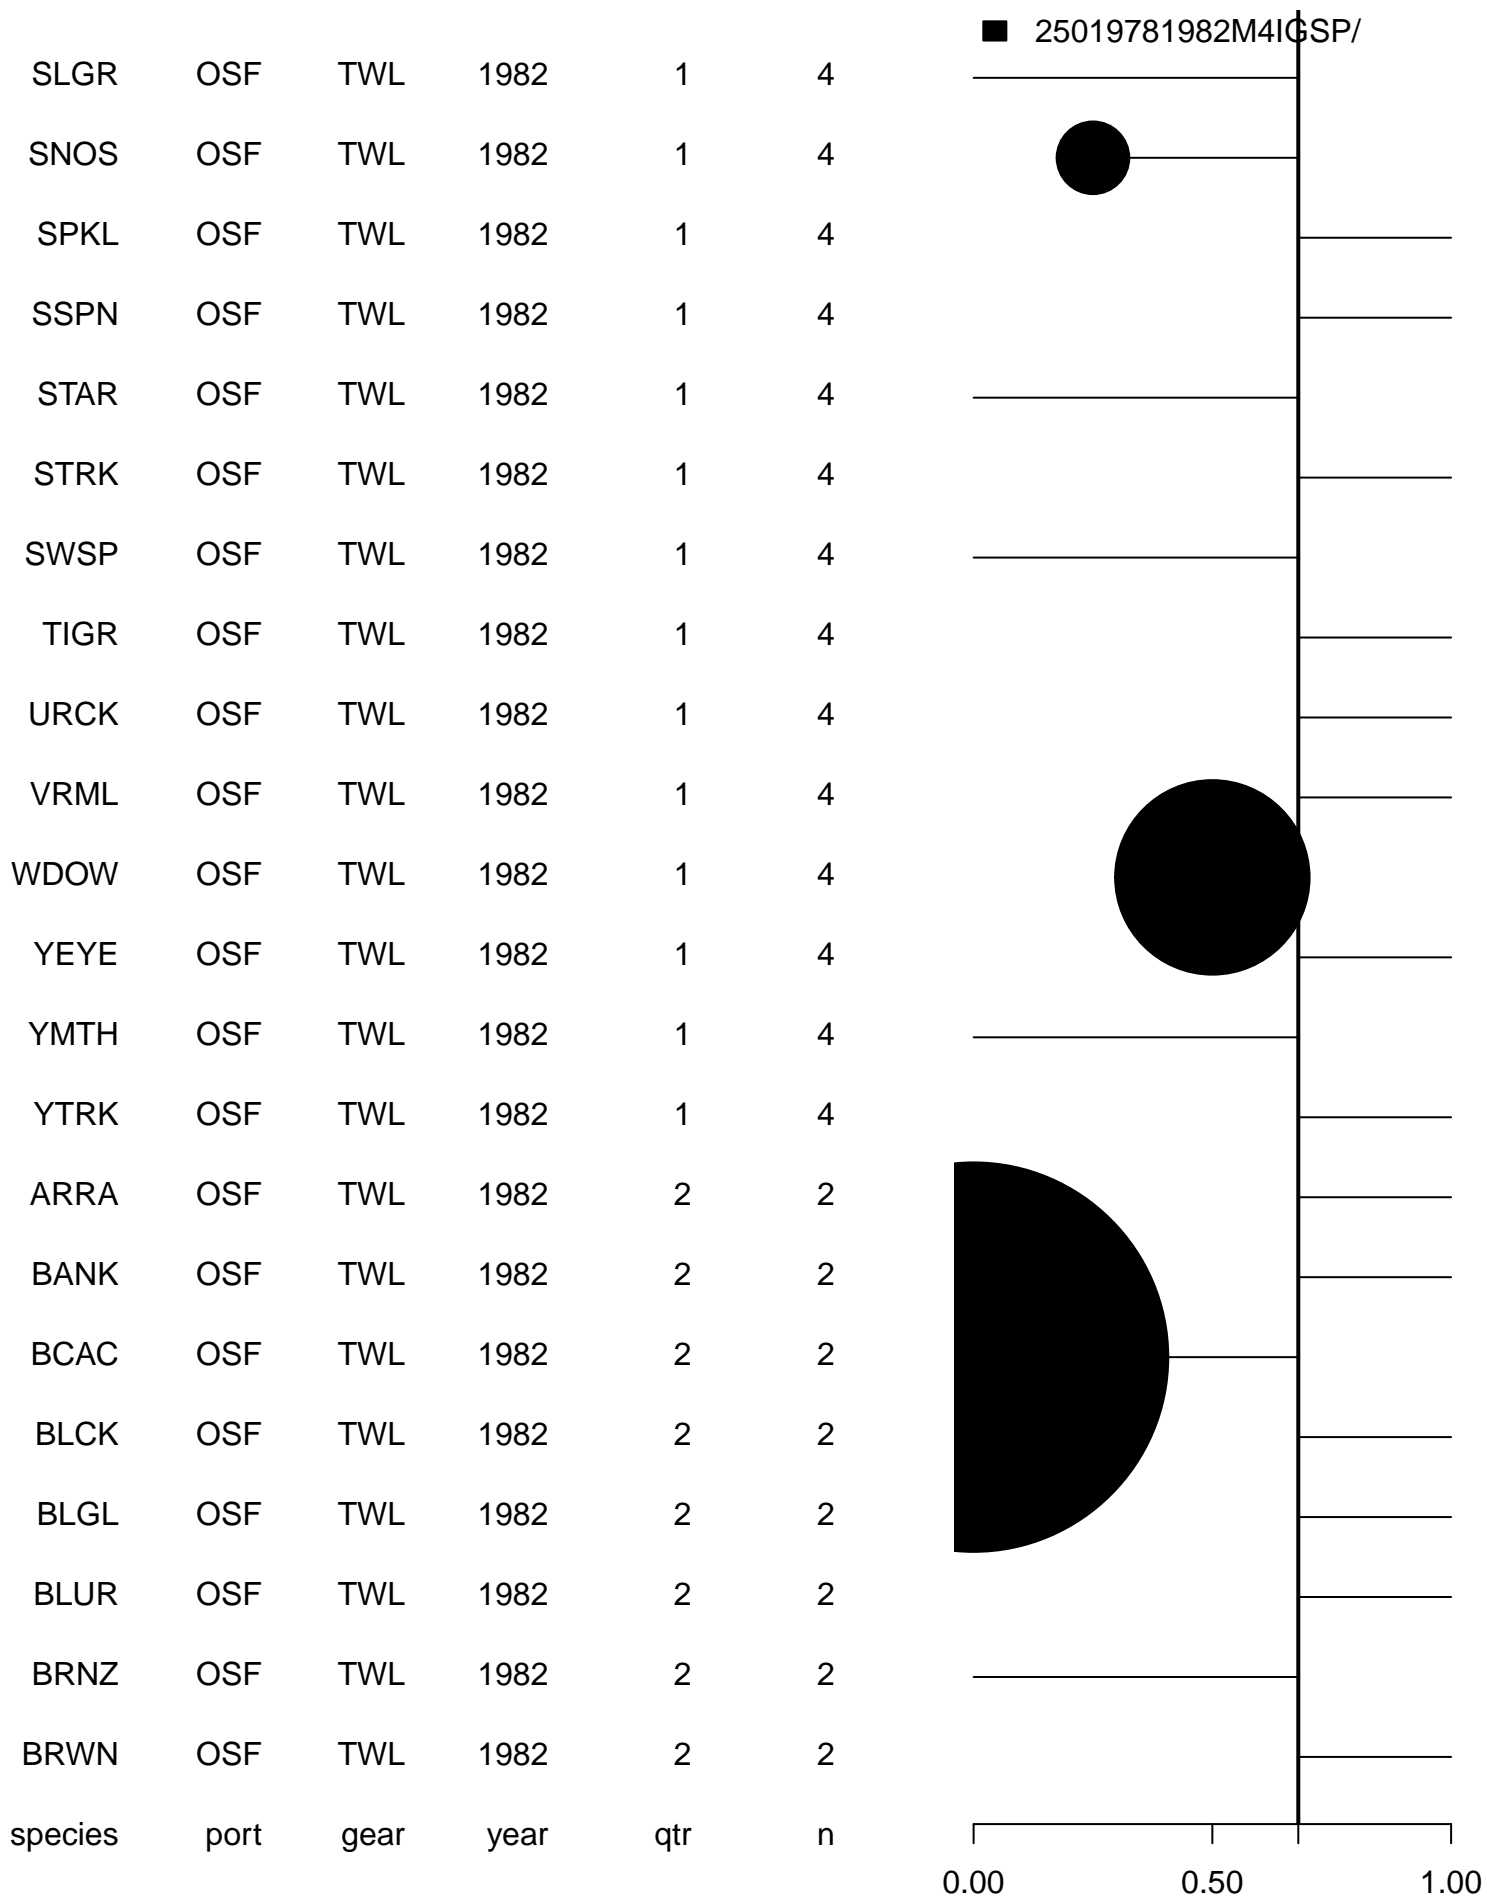 25019781982M4IGSP/
SLGR OSF TWL 1982 1 4
SNOS OSF TWL 1982 1 4
SPKL OSF TWL 1982 1 4
SSPN OSF TWL 1982 1 4
STAR OSF TWL 1982 1 4
STRK OSF TWL 1982 1 4
SWSP OSF TWL 1982 1 4
TIGR OSF TWL 1982 1 4
URCK OSF TWL 1982 1 4
VRML OSF TWL 1982 1 4
WDOW OSF TWL 1982 1 4
YEYE OSF TWL 1982 1 4
YMTH OSF TWL 1982 1 4
YTRK OSF TWL 1982 1 4
ARRA OSF TWL 1982 2 2
BANK OSF TWL 1982 2 2
BCAC OSF TWL 1982 2 2
BLCK OSF TWL 1982 2 2
BLGL OSF TWL 1982 2 2
BLUR OSF TWL 1982 2 2
BRNZ OSF TWL 1982 2 2
BRWN OSF TWL 1982 2 2
species port gear year qtr n
0.00 0.50 1.00